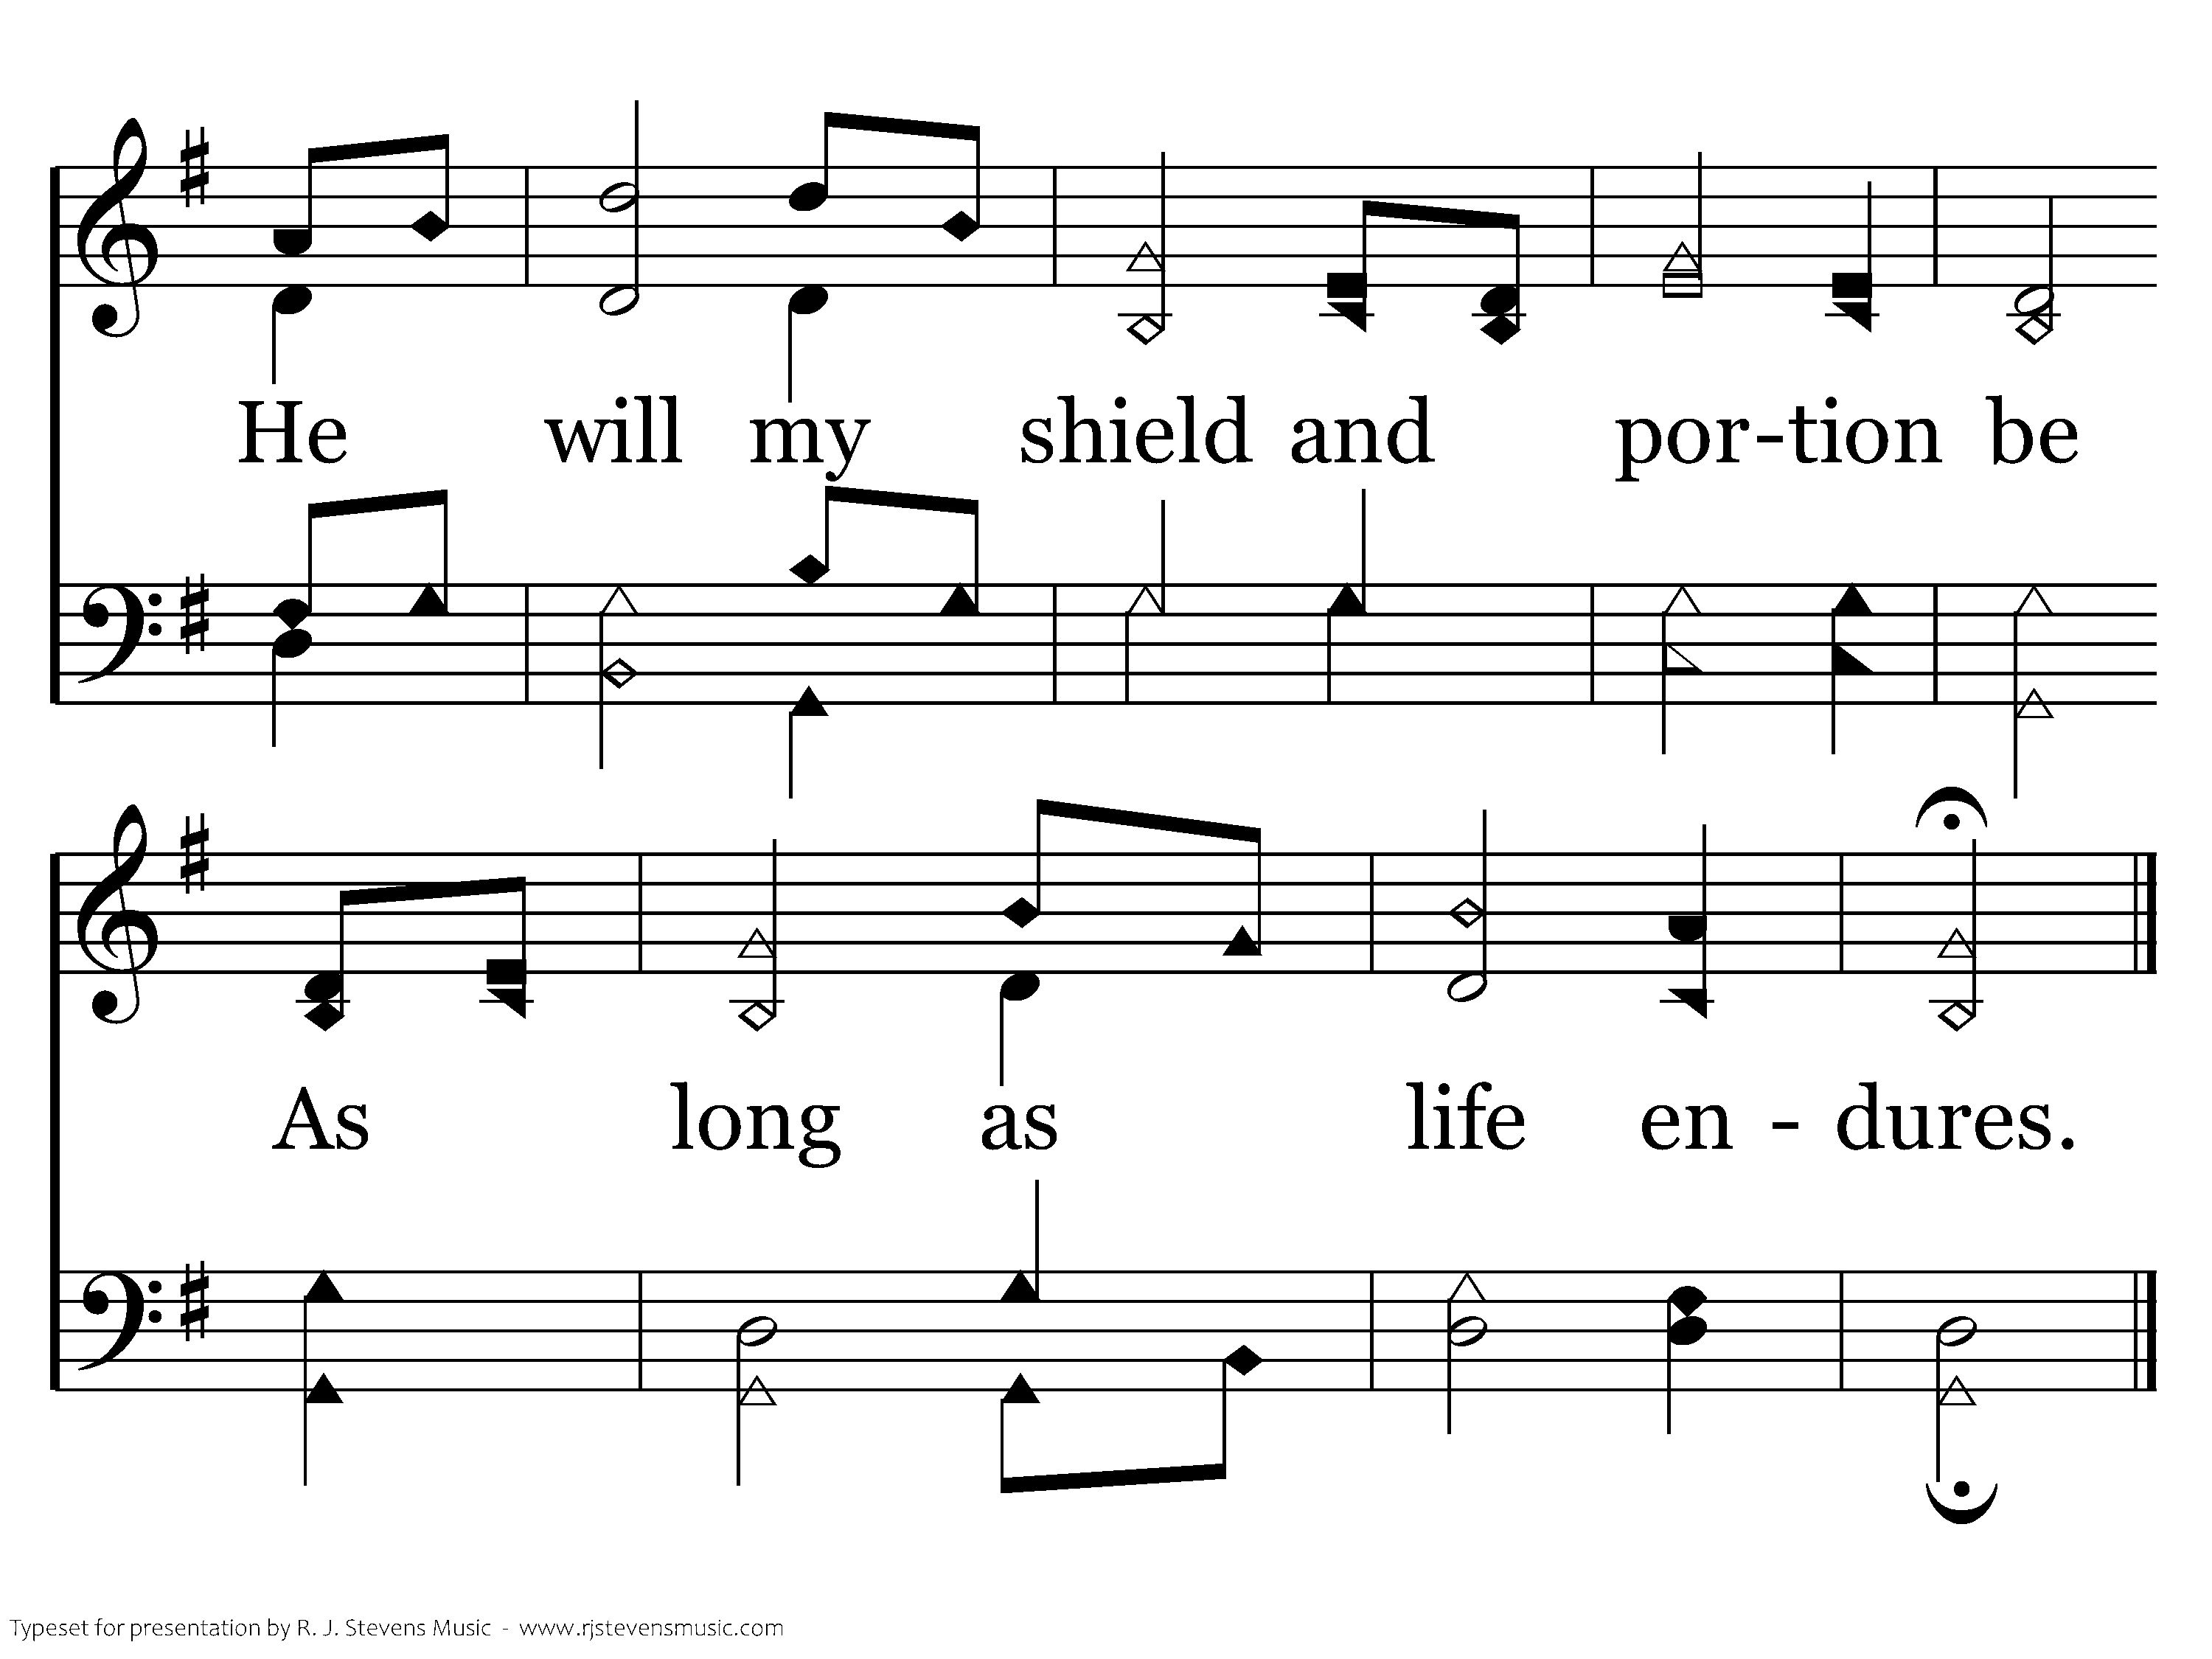 He will my shield and por-tion be
As long as life en - dures.
Typeset for presentation by R. J. Stevens Music - www.rjstevensmusic.com